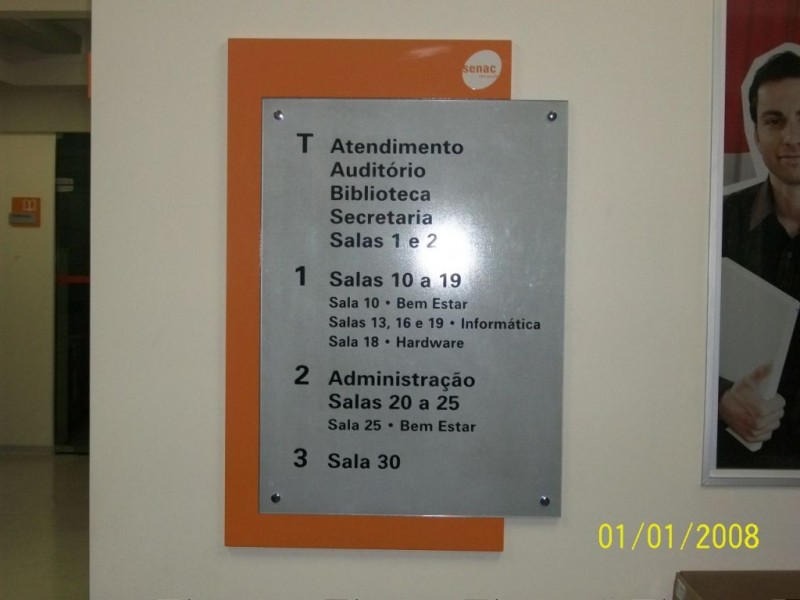 senac
T Atendimento
Auditório
Biblioteca
Secretaria
Salas 1 e 2
1 Salas 10 a 19
Sala 10 • Bem Estar
Salas 13, 16 e 19 • Informática
Sala 18 • Hardware
2 Administração
Salas 20 a 25
Sala 25 • Bem Estar
3 Sala 30
01/01/2008